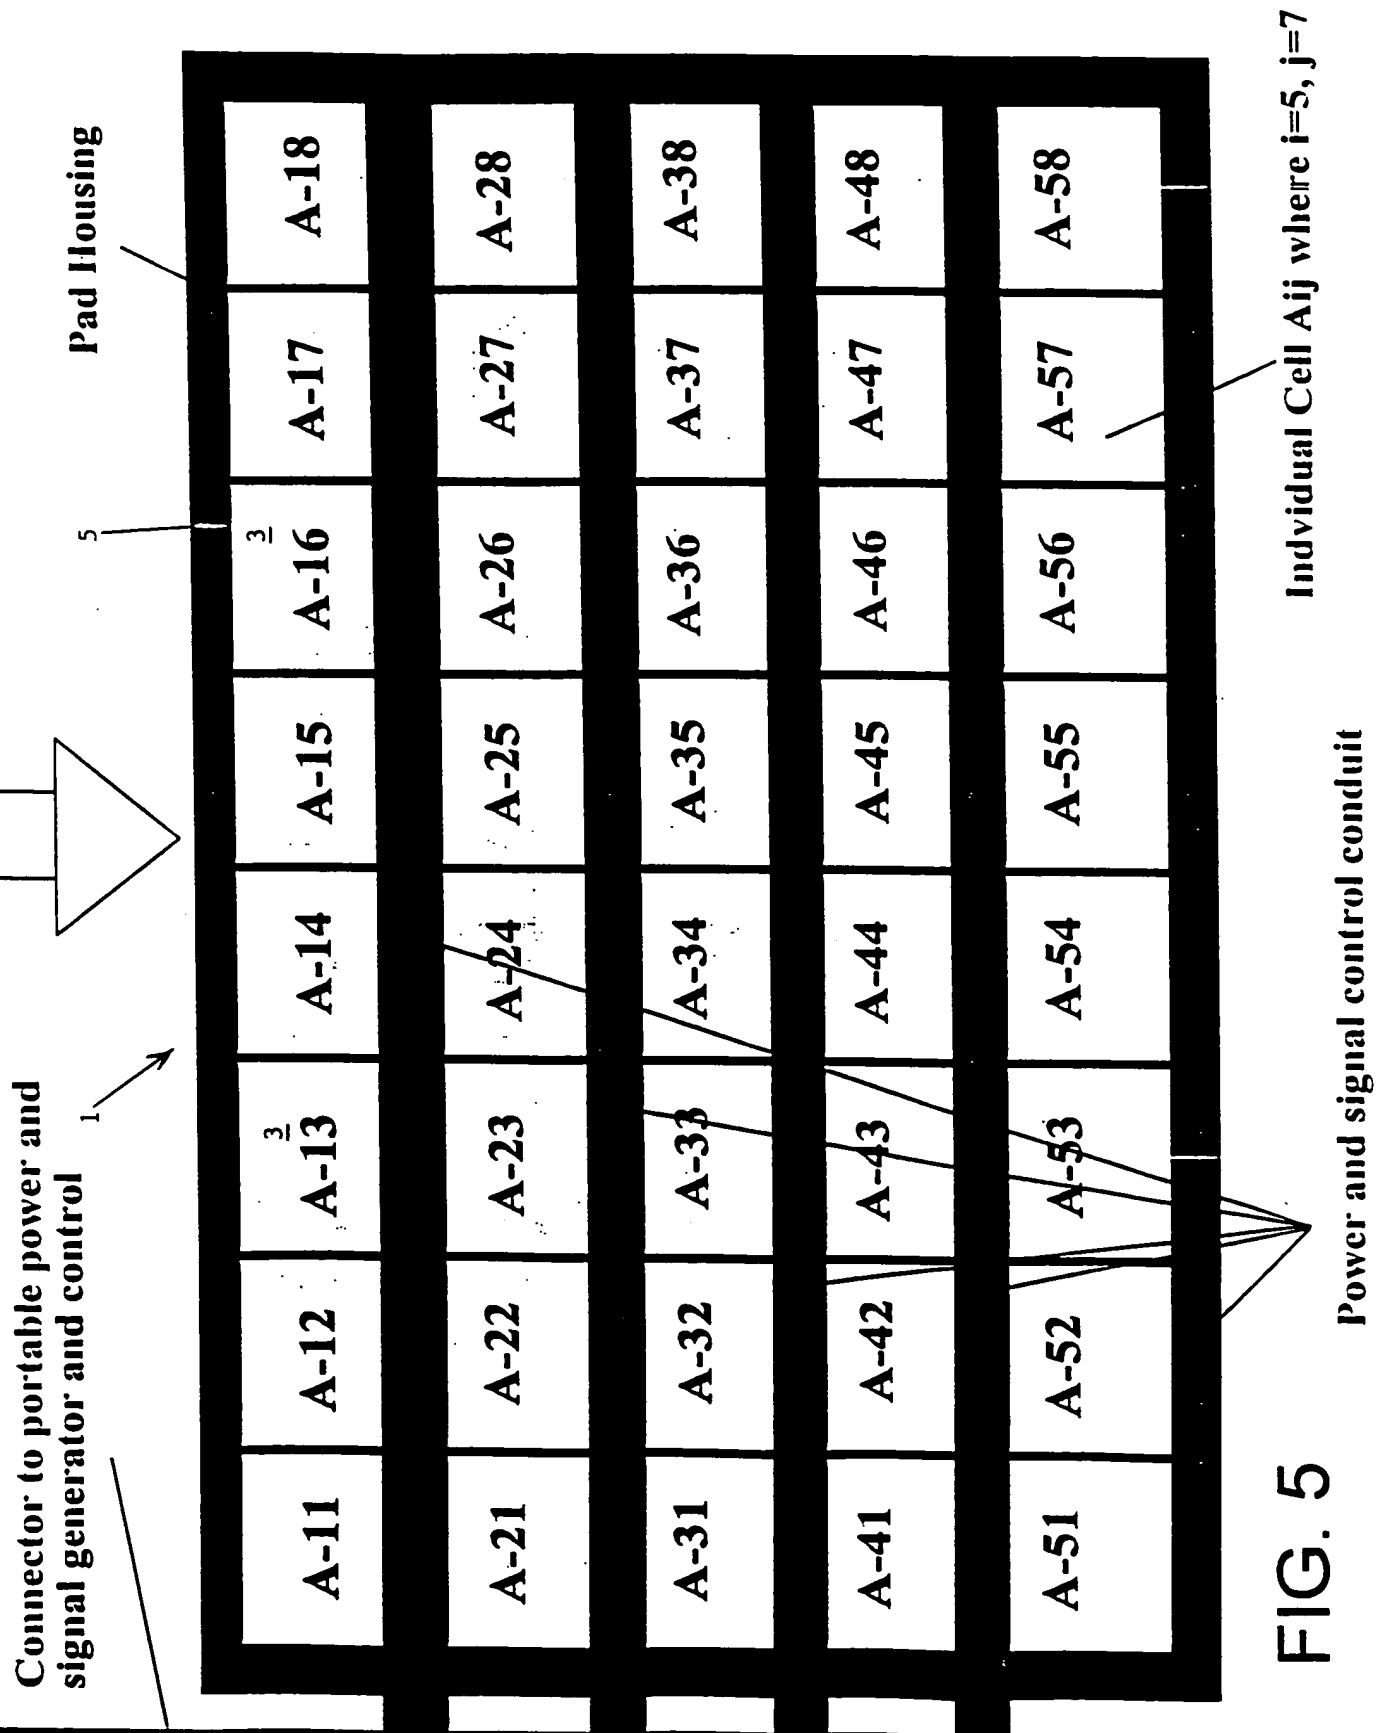 Connector to portable power and
signal generator and control
Pad Housing
1
5
3
3
A-11 A-12 A-13 A-14 A-15 A-16 A-17 A-18
A-21 A-22 A-23 A-24 A-25 A-26 A-27 A-28
A-31 A-32 A-33 A-34 A-35 A-36 A-37 A-38
A-41 A-42 A-43 A-44 A-45 A-46 A-47 A-48
A-51 A-52 A-53 A-54 A-55 A-56 A-57 A-58
Indvidual Cell Aij where i=5, j=7
Power and signal control conduit
FIG. 5